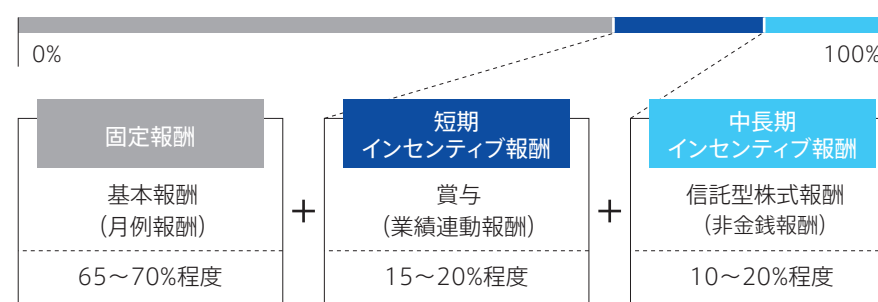 0%
100%
固定報酬
基本報酬
（月例報酬）
65～70%程度
+
短期
インセンティブ報酬
賞与
（業績連動報酬）
15～20%程度
+
中長期
インセンティブ報酬
信託型株式報酬
（非金銭報酬）
10～20%程度